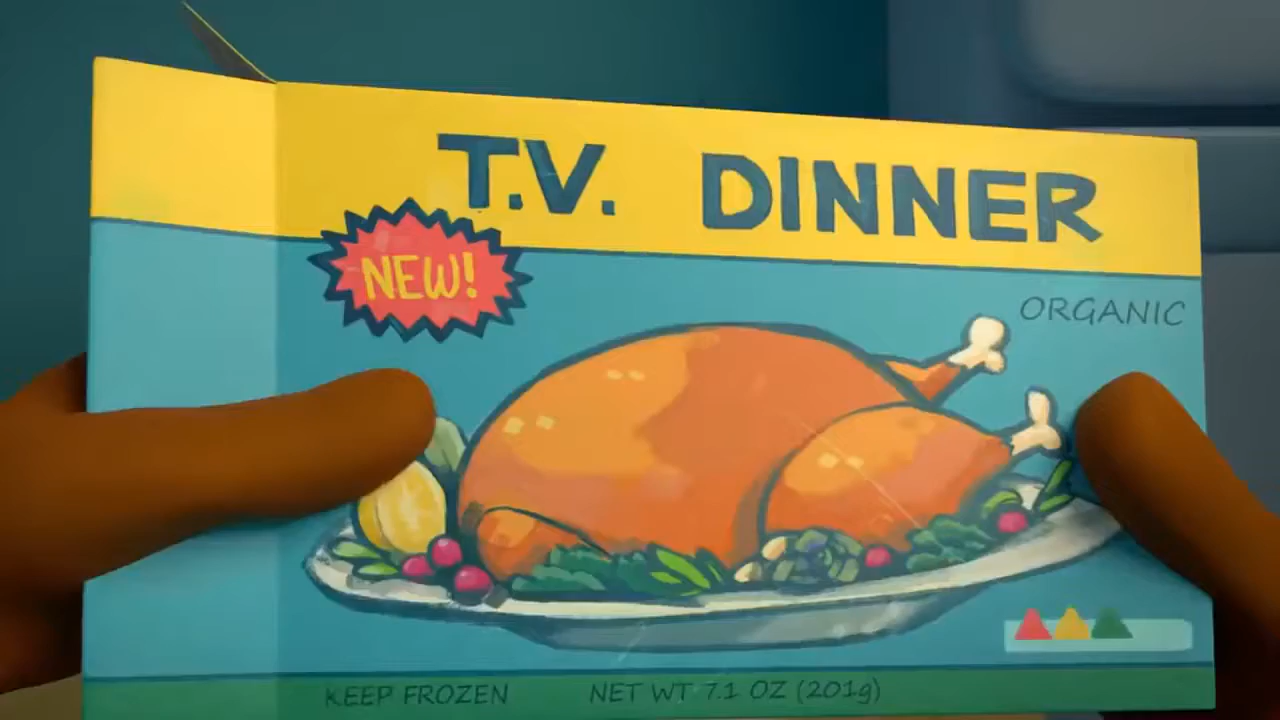 T.V. DINNER
NEW!
ORGANIC
KEEP FROZEN NET WT 7.1 OZ (201g)